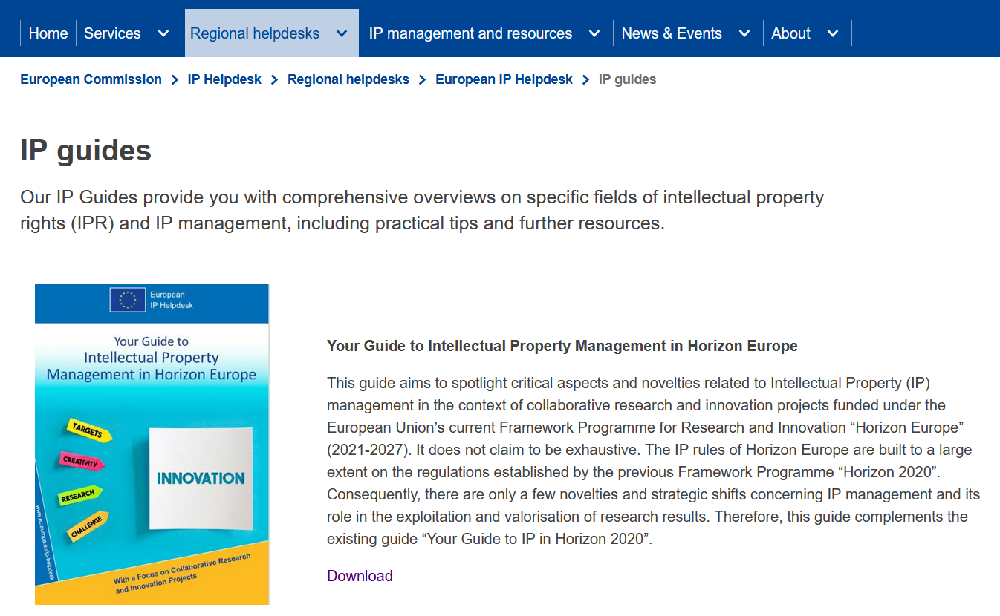 Home
Services
Regional helpdesks
IP management and resources
News & Events
About
European Commission > IP Helpdesk > Regional helpdesks > European IP Helpdesk > IP guides
IP guides
Our IP Guides provide you with comprehensive overviews on specific fields of intellectual property
rights (IPR) and IP management, including practical tips and further resources.
European
IP Helpdesk
Your Guide to
Intellectual Property
Management in Horizon Europe
TARGETS
CREATIVITY
RESEARCH
CHALLENGE
INNOVATION
www.ec.europa.eu/ip-helpdesk
With a Focus on Collaborative Research
and Innovation Projects
Your Guide to Intellectual Property Management in Horizon Europe
This guide aims to spotlight critical aspects and novelties related to Intellectual Property (IP)
management in the context of collaborative research and innovation projects funded under the
European Union’s current Framework Programme for Research and Innovation “Horizon Europe”
(2021-2027). It does not claim to be exhaustive. The IP rules of Horizon Europe are built to a large
extent on the regulations established by the previous Framework Programme “Horizon 2020”.
Consequently, there are only a few novelties and strategic shifts concerning IP management and its
role in the exploitation and valorisation of research results. Therefore, this guide complements the
existing guide “Your Guide to IP in Horizon 2020”.
Download